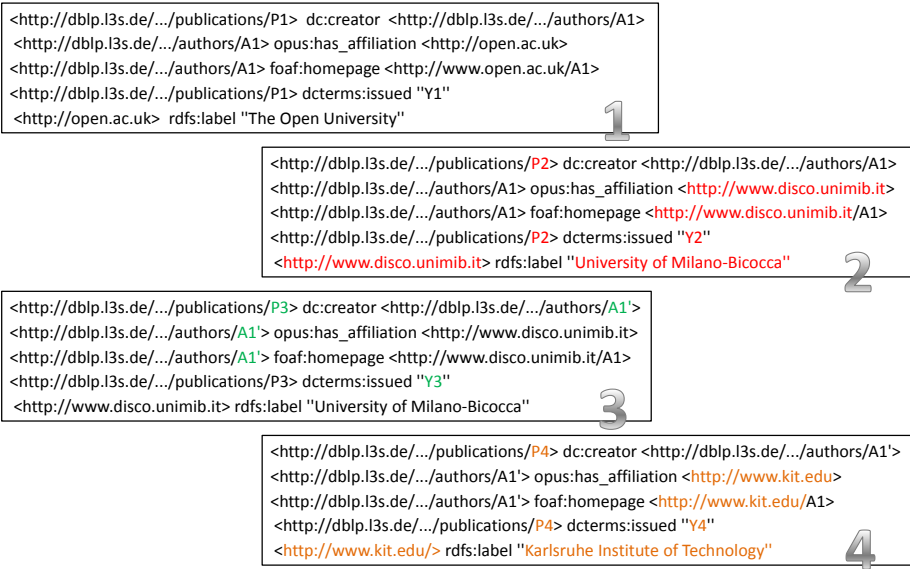 <http://dblp.l3s.de/.../publications/P1> dc:creator <http://dblp.l3s.de/.../authors/A1>
<http://dblp.l3s.de/.../authors/A1> opus:has_affiliation <http://open.ac.uk>
<http://dblp.l3s.de/.../authors/A1> foaf:homepage <http://www.open.ac.uk/A1>
<http://dblp.l3s.de/.../publications/P1> dcterms:issued ''Y1''
<http://open.ac.uk> rdfs:label ''The Open University''
1
<http://dblp.l3s.de/.../publications/P2> dc:creator <http://dblp.l3s.de/.../authors/A1>
<http://dblp.l3s.de/.../authors/A1> opus:has_affiliation <http://www.disco.unimib.it>
<http://dblp.l3s.de/.../authors/A1> foaf:homepage <http://www.disco.unimib.it/A1>
<http://dblp.l3s.de/.../publications/P2> dcterms:issued ''Y2''
<http://www.disco.unimib.it> rdfs:label ''University of Milano-Bicocca''
2
<http://dblp.l3s.de/.../publications/P3> dc:creator <http://dblp.l3s.de/.../authors/A1'>
<http://dblp.l3s.de/.../authors/A1'> opus:has_affiliation <http://www.disco.unimib.it>
<http://dblp.l3s.de/.../authors/A1'> foaf:homepage <http://www.disco.unimib.it/A1>
<http://dblp.l3s.de/.../publications/P3> dcterms:issued ''Y3''
<http://www.disco.unimib.it> rdfs:label ''University of Milano-Bicocca''
3
<http://dblp.l3s.de/.../publications/P4> dc:creator <http://dblp.l3s.de/.../authors/A1'>
<http://dblp.l3s.de/.../authors/A1'> opus:has_affiliation <http://www.kit.edu>
<http://dblp.l3s.de/.../authors/A1'> foaf:homepage <http://www.kit.edu/A1>
<http://dblp.l3s.de/.../publications/P4> dcterms:issued ''Y4''
<http://www.kit.edu/> rdfs:label ''Karlsruhe Institute of Technology''
4